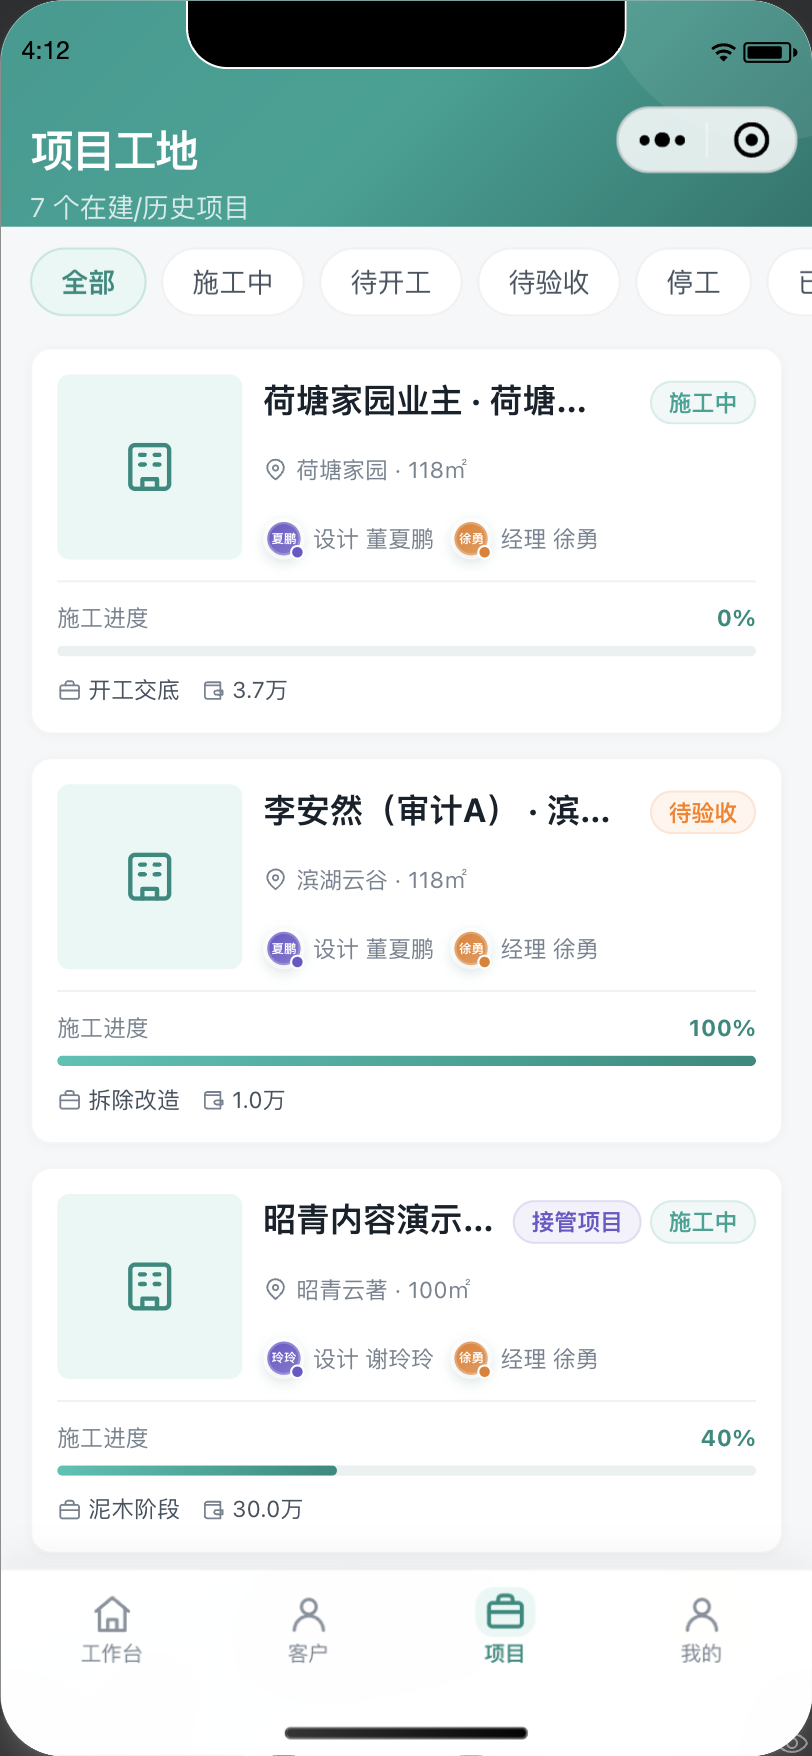 4:12
项目工地
7 个在建/历史项目
全部 施工中 待开工 待验收 停工
荷塘家园业主 · 荷塘... 施工中
荷塘家园 · 118㎡
夏鹏 设计 董夏鹏 徐勇 经理 徐勇
施工进度 0%
开工交底 3.7万
李安然（审计A） · 滨... 待验收
滨湖云谷 · 118㎡
夏鹏 设计 董夏鹏 徐勇 经理 徐勇
施工进度 100%
拆除改造 1.0万
昭青内容演示... 接管项目 施工中
昭青云著 · 100㎡
玲玲 设计 谢玲玲 徐勇 经理 徐勇
施工进度 40%
泥木阶段 30.0万
工作台 客户 项目 我的